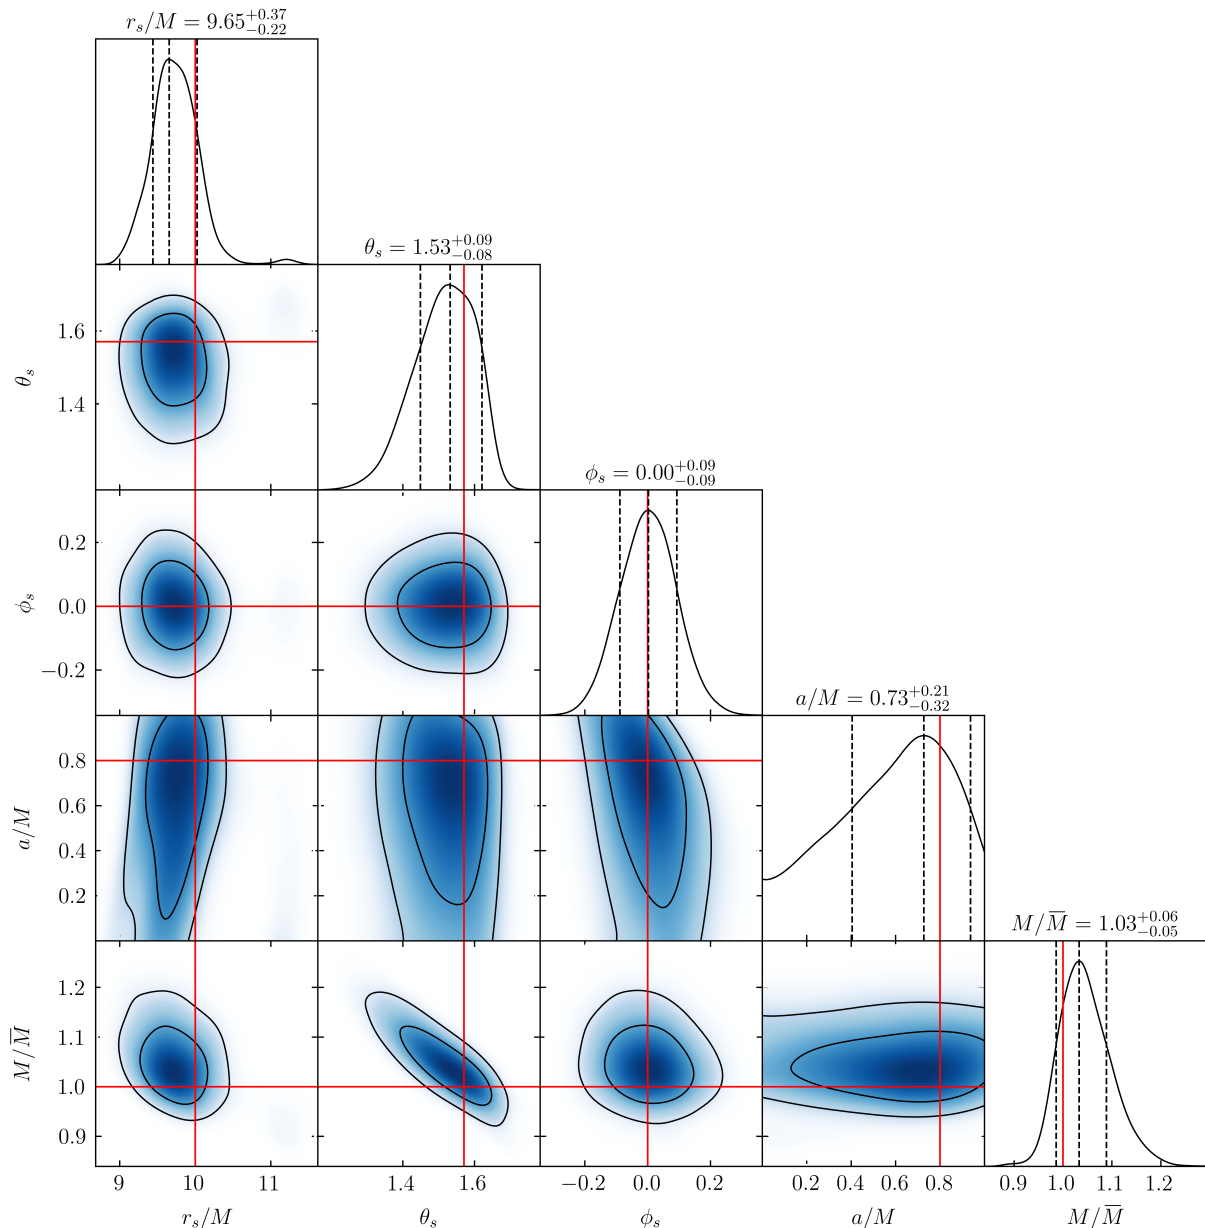 r_s/M = 9.65^{+0.37}_{-0.22}
θ_s = 1.53^{+0.09}_{-0.08}
1.6
1.4
θ_s
ϕ_s = 0.00^{+0.09}_{-0.09}
0.2
0.0
−0.2
ϕ_s
a/M = 0.73^{+0.21}_{-0.32}
0.8
0.6
0.4
0.2
a/M
M/M̅ = 1.03^{+0.06}_{-0.05}
1.2
1.1
1.0
0.9
M/M̅
9 10 11 1.4 1.6 −0.2 0.0 0.2 0.2 0.4 0.6 0.8 0.9 1.0 1.1 1.2
r_s/M θ_s ϕ_s a/M M/M̅